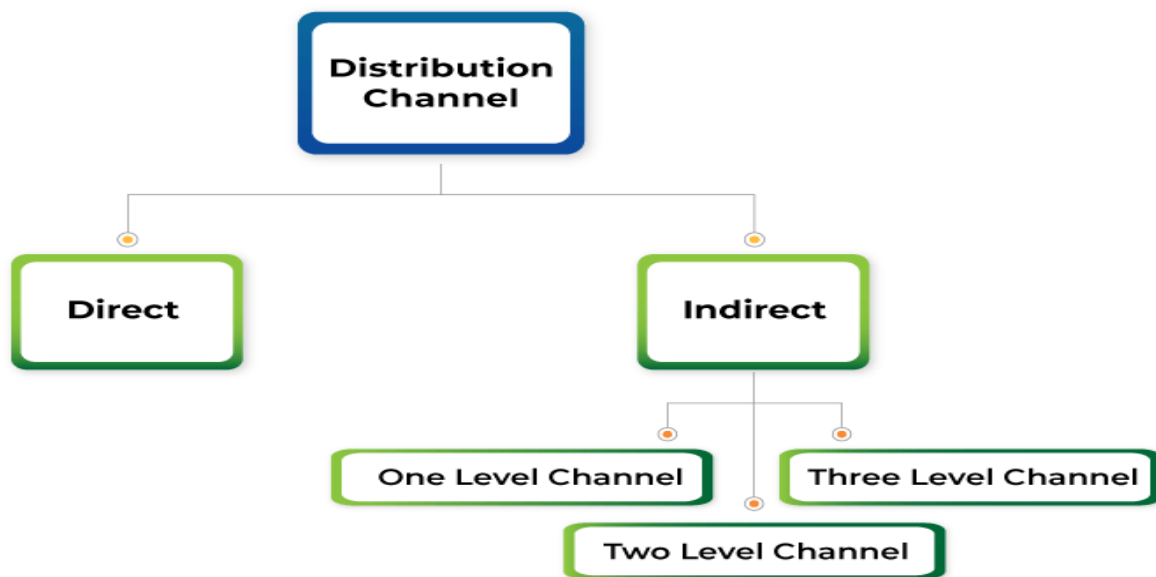 Distribution
Channel
Direct
Indirect
One Level Channel
Three Level Channel
Two Level Channel